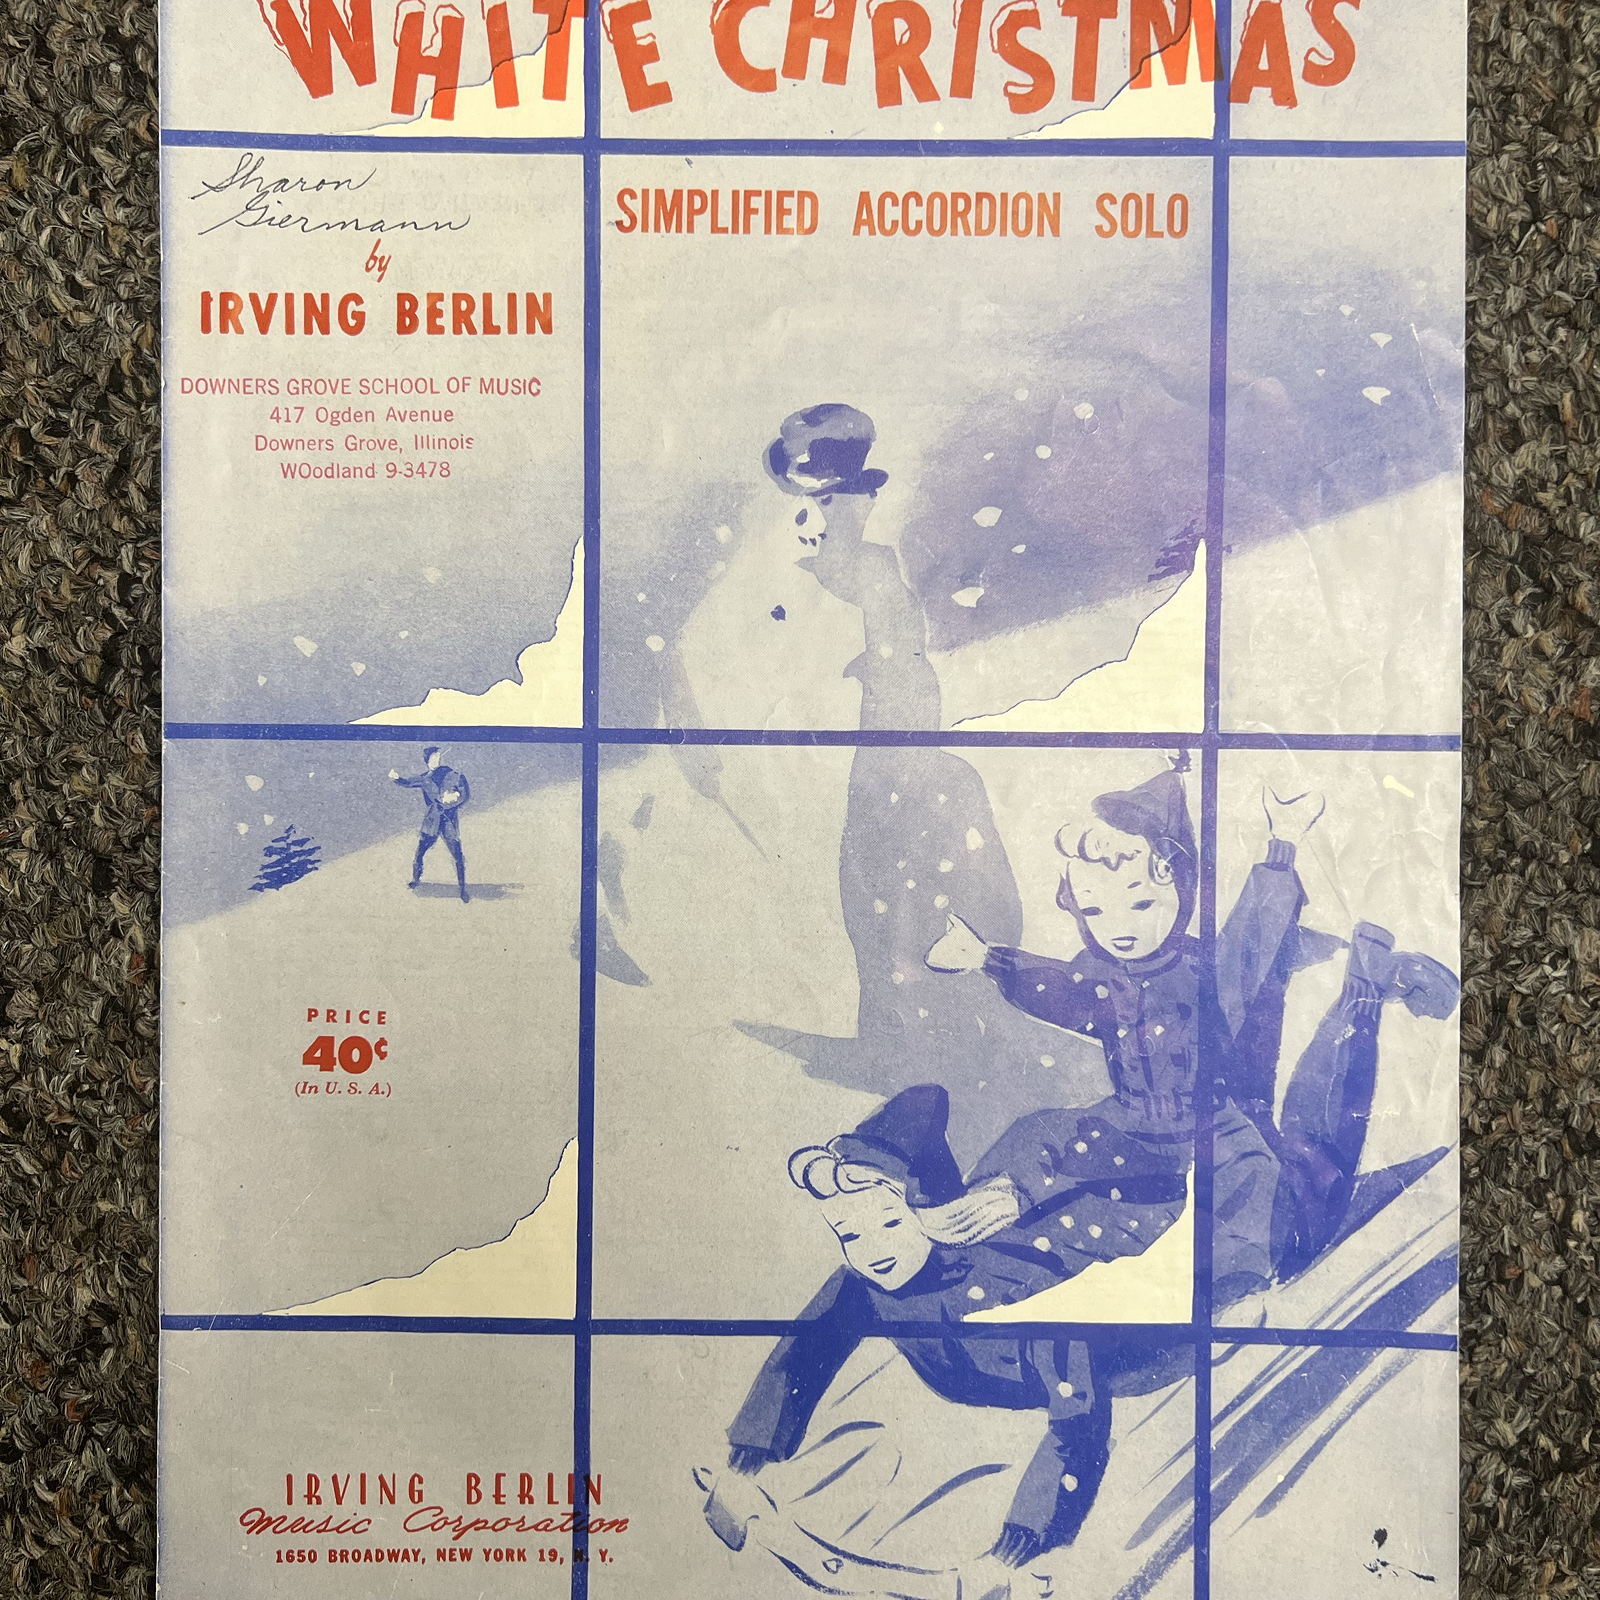 WHITE CHRISTMAS
Sharon
Giermann
SIMPLIFIED ACCORDION SOLO
by
IRVING BERLIN
DOWNERS GROVE SCHOOL OF MUSIC
417 Ogden Avenue
Downers Grove, Illinois
WOodland 9-3478
PRICE
40¢
(In U. S. A.)
IRVING BERLIN
Music Corporation
1650 BROADWAY, NEW YORK 19, N. Y.